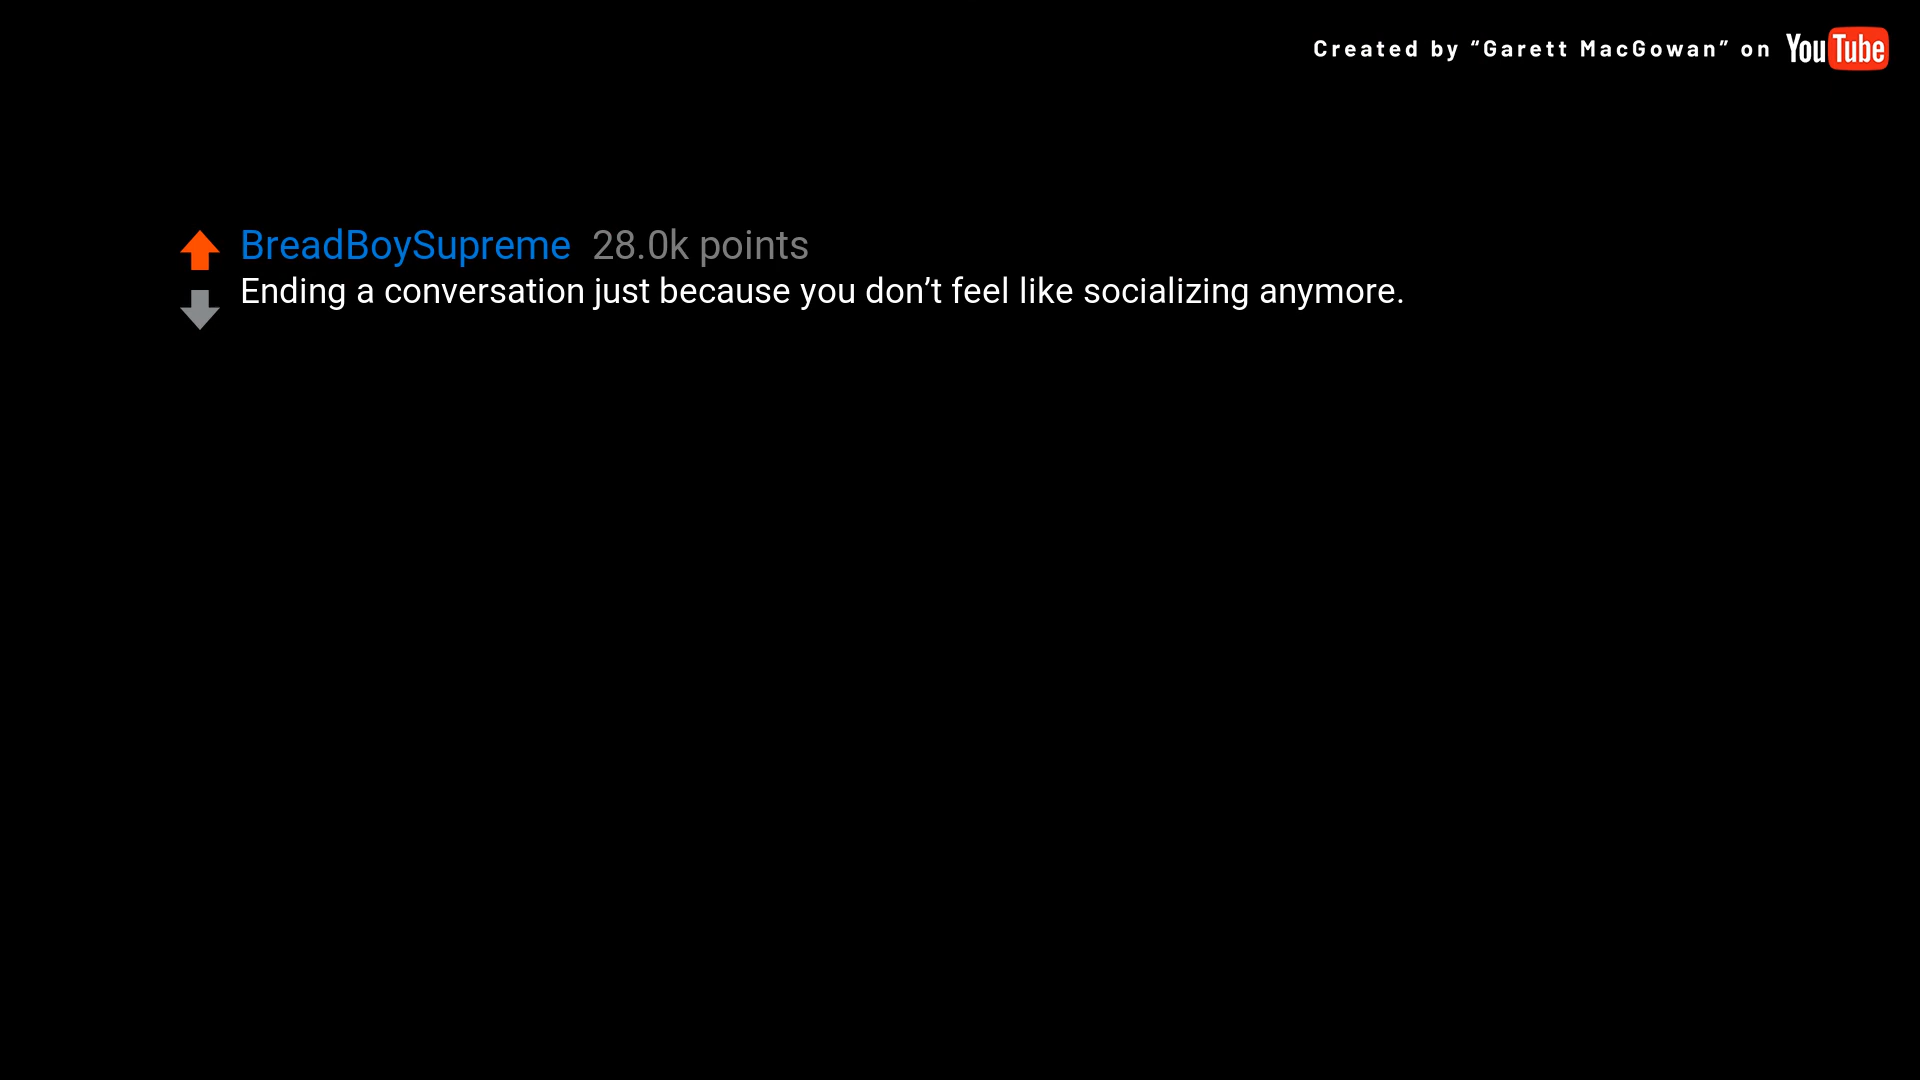 Created by “Garett MacGowan” on YouTube
BreadBoySupreme 28.0k points
Ending a conversation just because you don’t feel like socializing anymore.